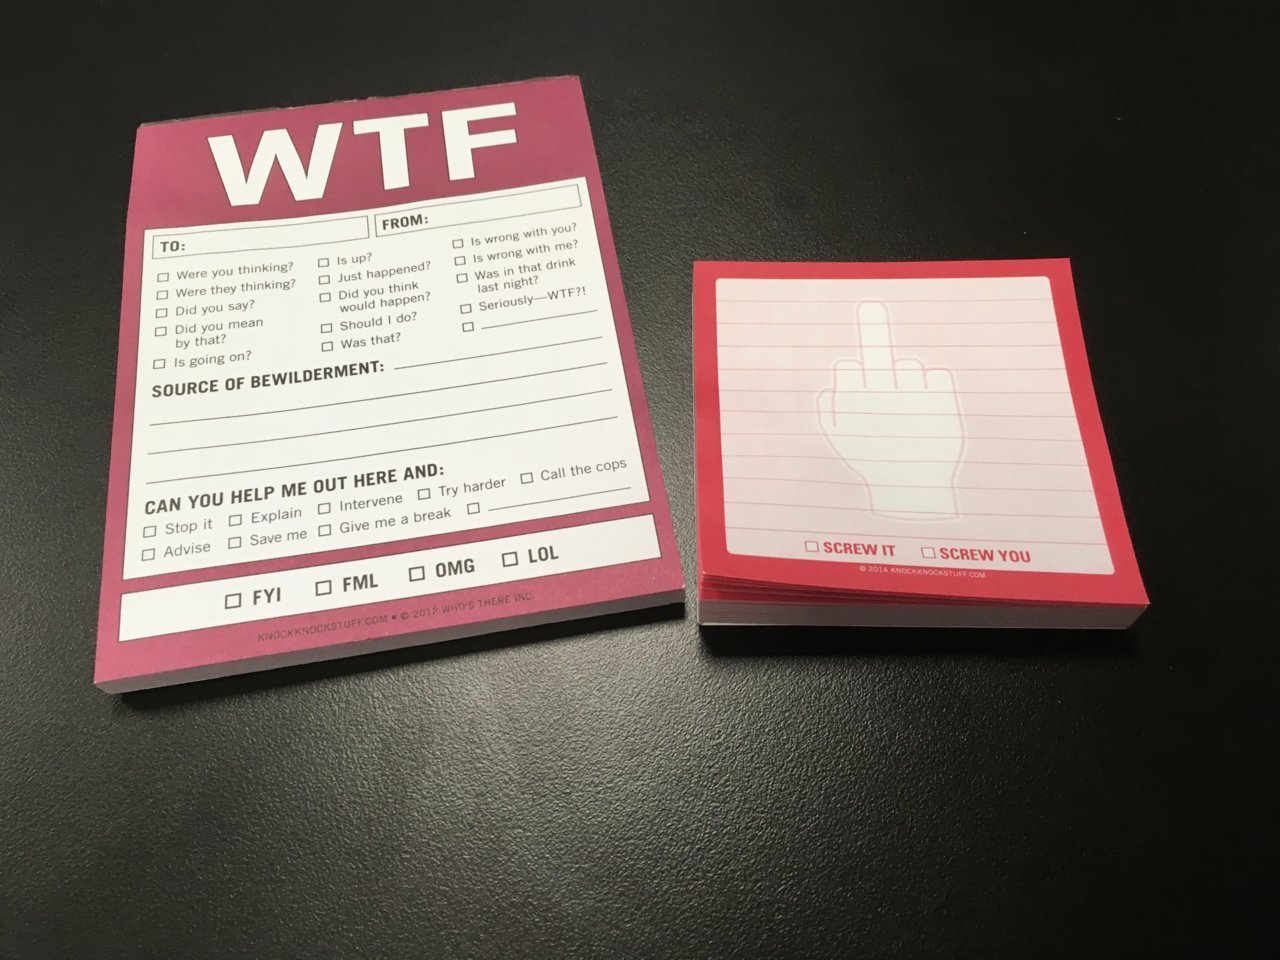 WTF
TO:
FROM:
Were you thinking?
Were they thinking?
Did you say?
Did you mean
by that?
Is going on?
Is up?
Just happened?
Did you think
would happen?
Should I do?
Was that?
Is wrong with you?
Is wrong with me?
Was in that drink
last night?
Seriously—WTF?!
SOURCE OF BEWILDERMENT:
CAN YOU HELP ME OUT HERE AND:
Stop it Explain Intervene Try harder Call the cops
Advise Save me Give me a break
FYI FML OMG LOL
KNOCKKNOCKSTUFF.COM • © 2012 WHO'S THERE INC.
SCREW IT SCREW YOU
© 2014 KNOCKKNOCKSTUFF.COM